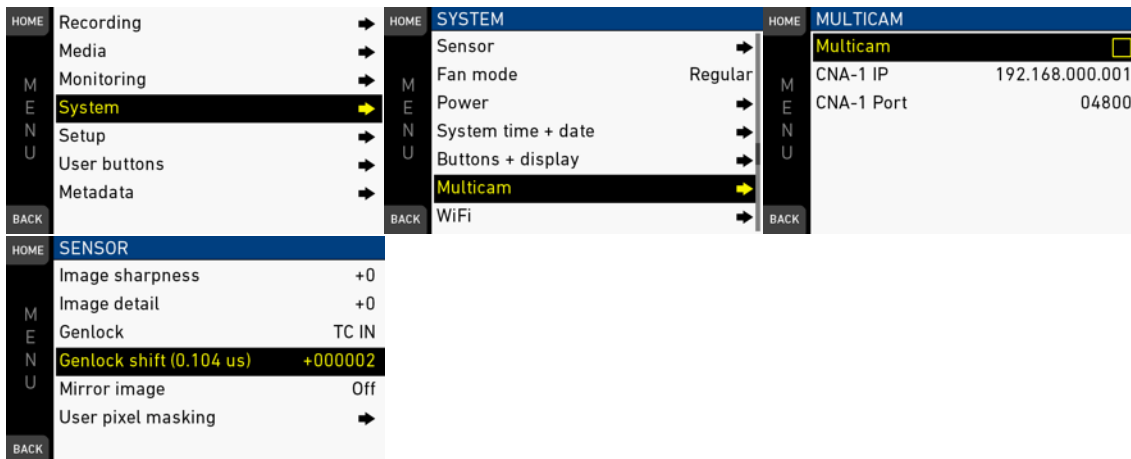 HOME
Recording
Media
Monitoring
System
Setup
User buttons
Metadata
MENU
BACK
HOME
SYSTEM
Sensor
Fan mode Regular
Power
System time + date
Buttons + display
Multicam
WiFi
MENU
BACK
HOME
MULTICAM
Multicam
CNA-1 IP 192.168.000.001
CNA-1 Port 04800
MENU
BACK
HOME
SENSOR
Image sharpness +0
Image detail +0
Genlock TC IN
Genlock shift (0.104 us) +000002
Mirror image Off
User pixel masking
MENU
BACK